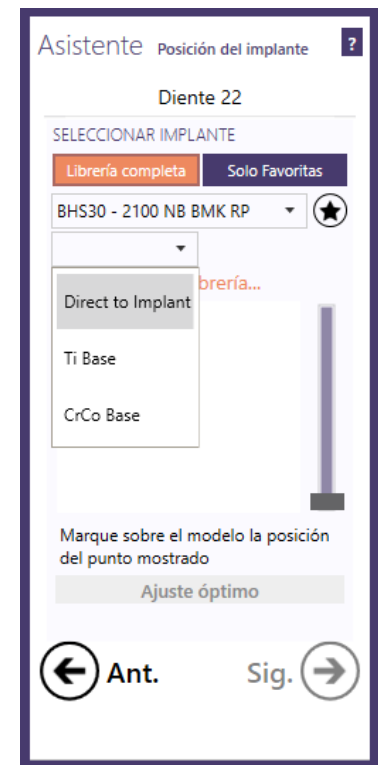 Asistente Posición del implante ?
Diente 22
SELECCIONAR IMPLANTE
Librería completa Solo Favoritas
BHS30 - 2100 NB BMK RP
brería...
Direct to Implant
Ti Base
CrCo Base
Marque sobre el modelo la posición
del punto mostrado
Ajuste óptimo
Ant. Sig.